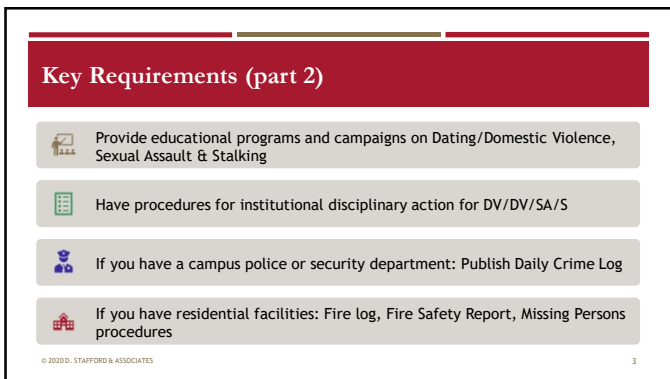 Key Requirements (part 2)
Provide educational programs and campaigns on Dating/Domestic Violence,
Sexual Assault & Stalking
Have procedures for institutional disciplinary action for DV/DV/SA/S
If you have a campus police or security department: Publish Daily Crime Log
If you have residential facilities: Fire log, Fire Safety Report, Missing Persons
procedures
© 2020 D. STAFFORD & ASSOCIATES
3